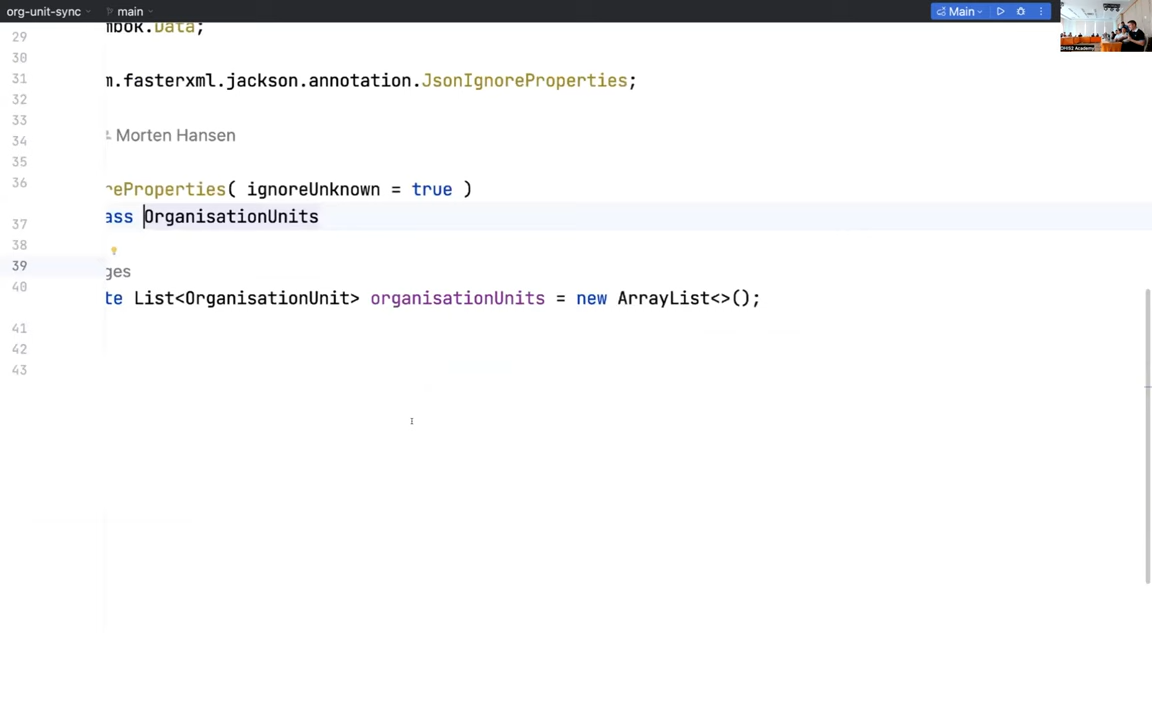 org-unit-sync main Main
29 mbok.Data;
30
31 m.fasterxml.jackson.annotation.JsonIgnoreProperties;
32
33 Morten Hansen
34
35
36 reProperties( ignoreUnknown = true )
37 ass OrganisationUnits
38
39 ges
40 te List<OrganisationUnit> organisationUnits = new ArrayList<>();
41
42
43
DHIS2 Academy